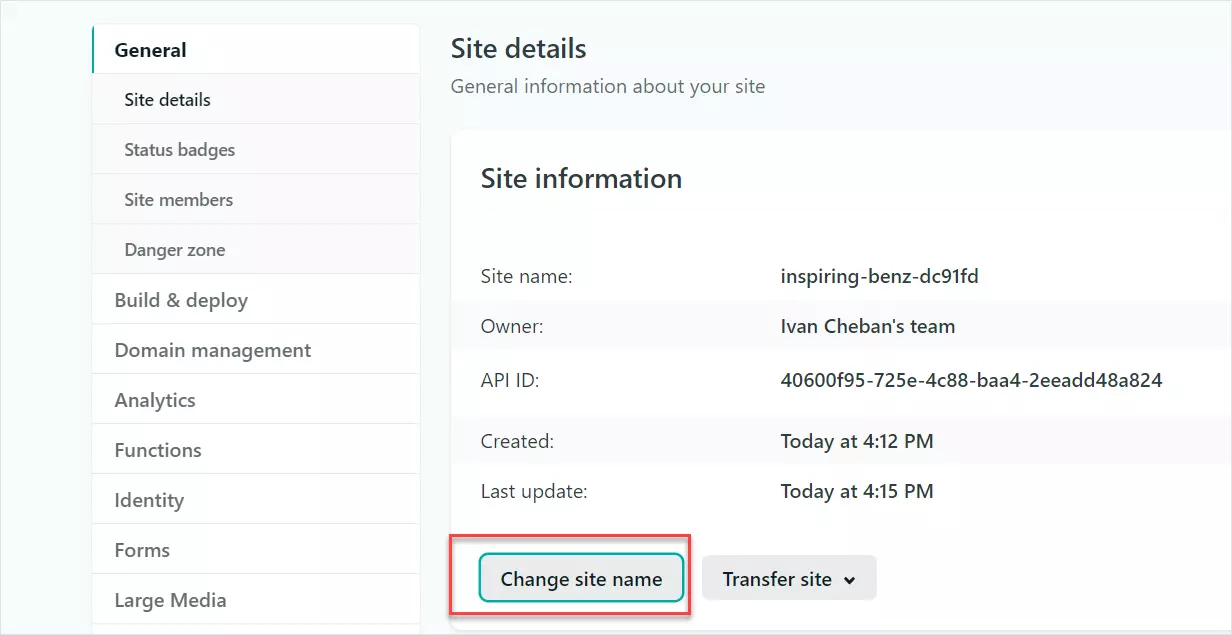 General
Site details
Status badges
Site members
Danger zone
Build & deploy
Domain management
Analytics
Functions
Identity
Forms
Large Media
Site details
General information about your site
Site information
Site name: inspiring-benz-dc91fd
Owner: Ivan Cheban's team
API ID: 40600f95-725e-4c88-baa4-2eeadd48a824
Created: Today at 4:12 PM
Last update: Today at 4:15 PM
Change site name Transfer site